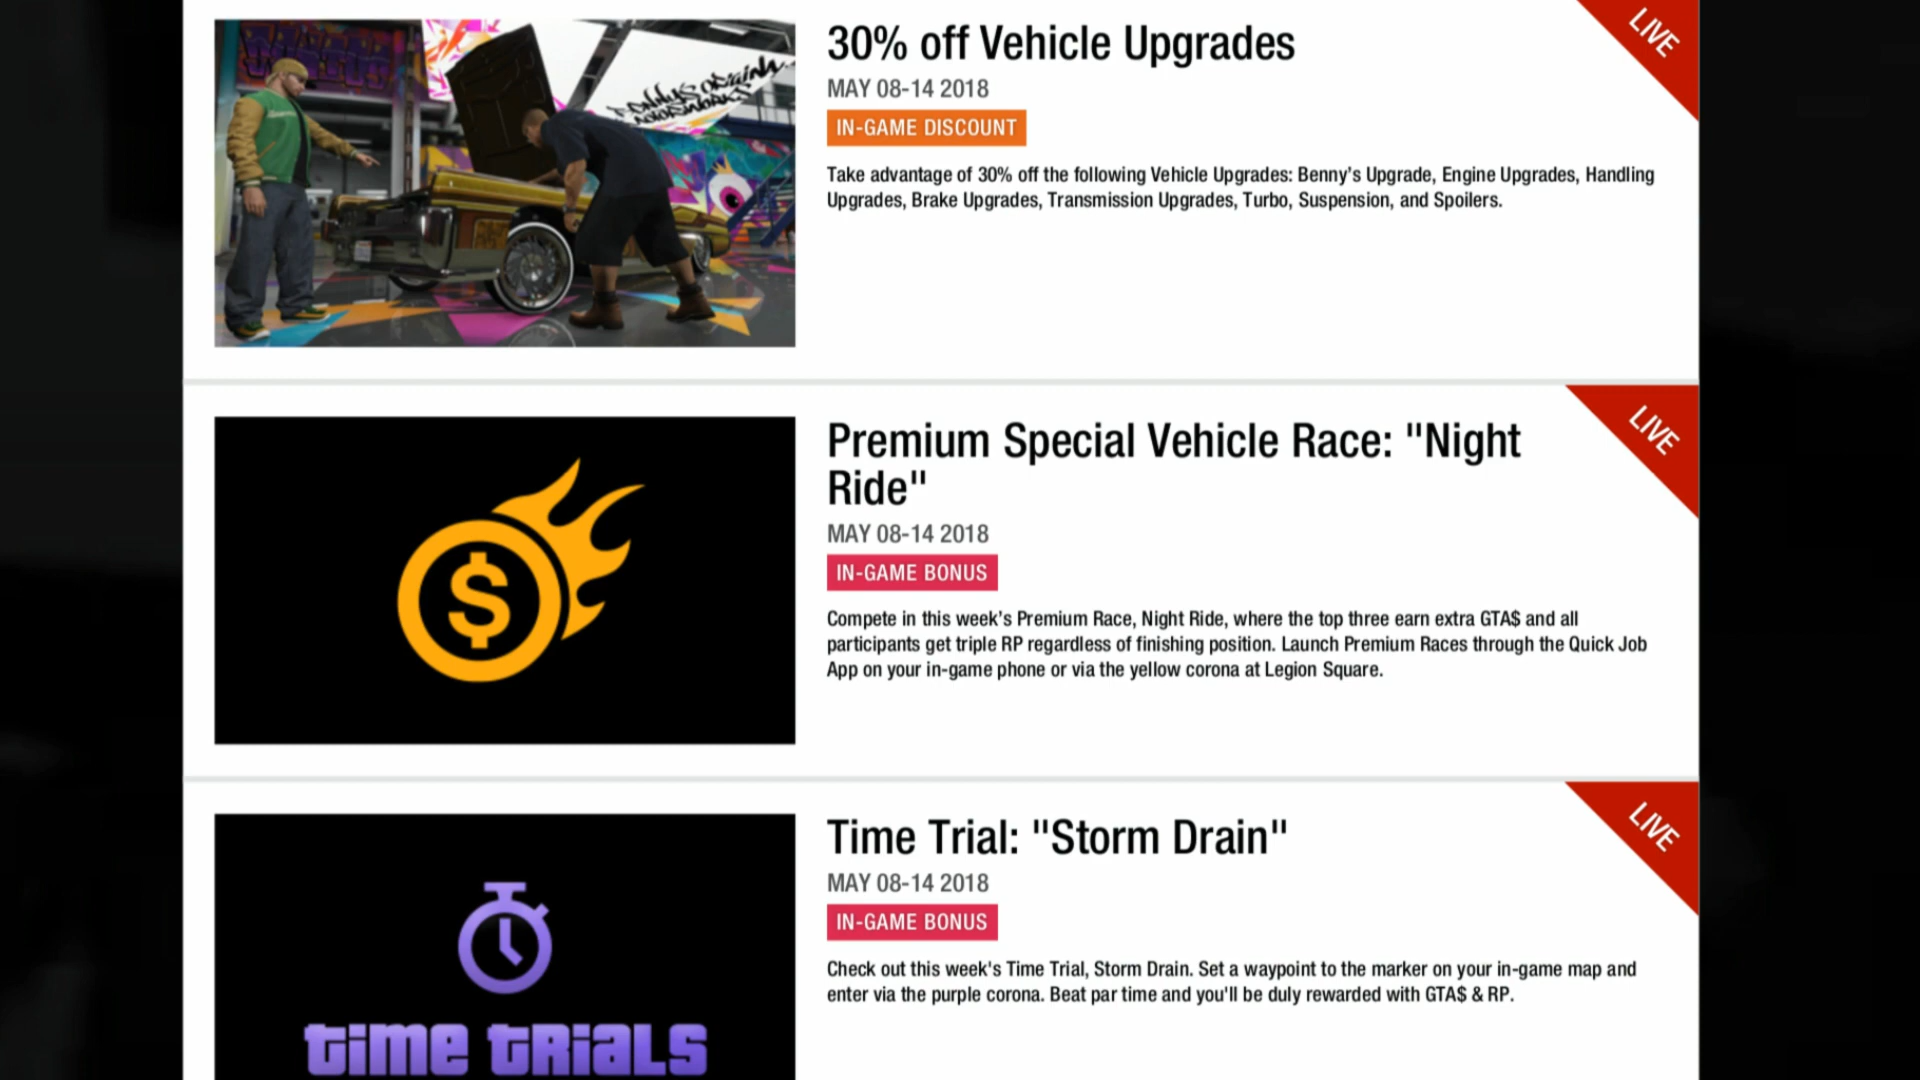 30% off Vehicle Upgrades
LIVE
MAY 08-14 2018
IN-GAME DISCOUNT
Take advantage of 30% off the following Vehicle Upgrades: Benny's Upgrade, Engine Upgrades, Handling
Upgrades, Brake Upgrades, Transmission Upgrades, Turbo, Suspension, and Spoilers.
Premium Special Vehicle Race: "Night
Ride"
LIVE
MAY 08-14 2018
IN-GAME BONUS
Compete in this week's Premium Race, Night Ride, where the top three earn extra GTA$ and all
participants get triple RP regardless of finishing position. Launch Premium Races through the Quick Job
App on your in-game phone or via the yellow corona at Legion Square.
$
Time Trial: "Storm Drain"
LIVE
MAY 08-14 2018
IN-GAME BONUS
Check out this week's Time Trial, Storm Drain. Set a waypoint to the marker on your in-game map and
enter via the purple corona. Beat par time and you'll be duly rewarded with GTA$ & RP.
time trials